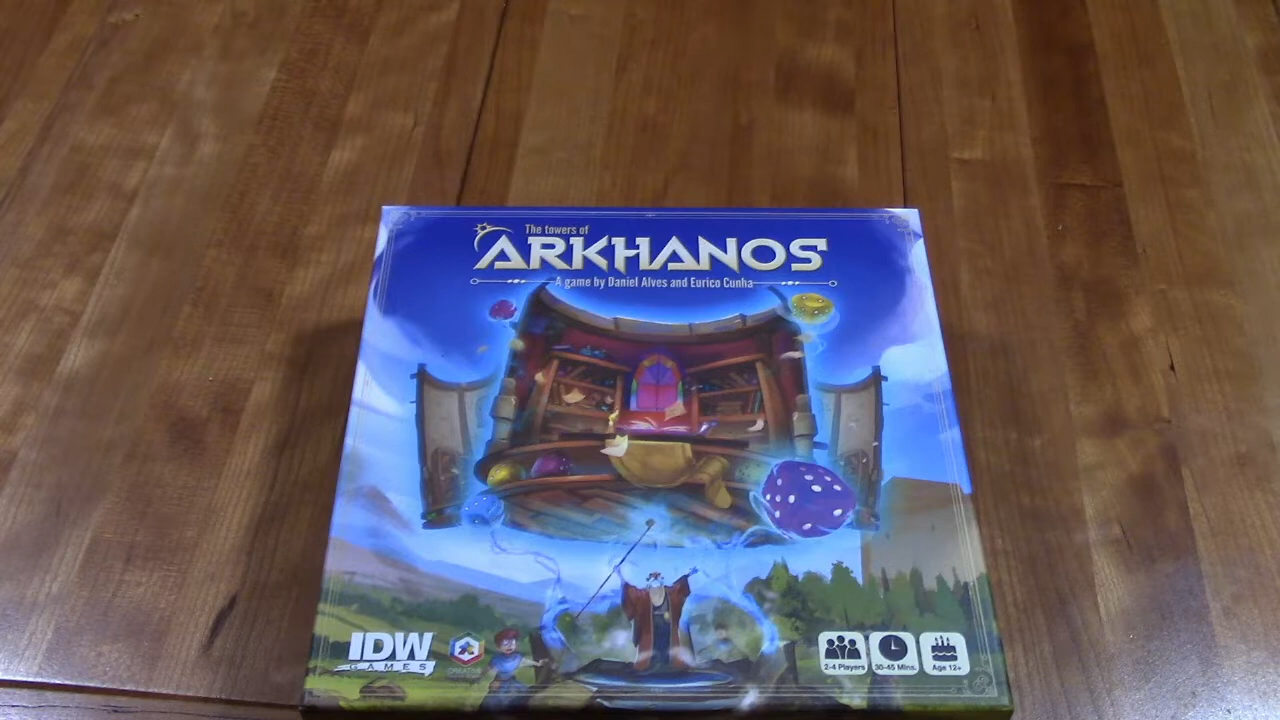 The towers of
ARKHANOS
A game by Daniel Alves and Eurico Cunha
IDW
GAMES
CREATIVE
2-4 Players
30-45 Mins.
Age 12+